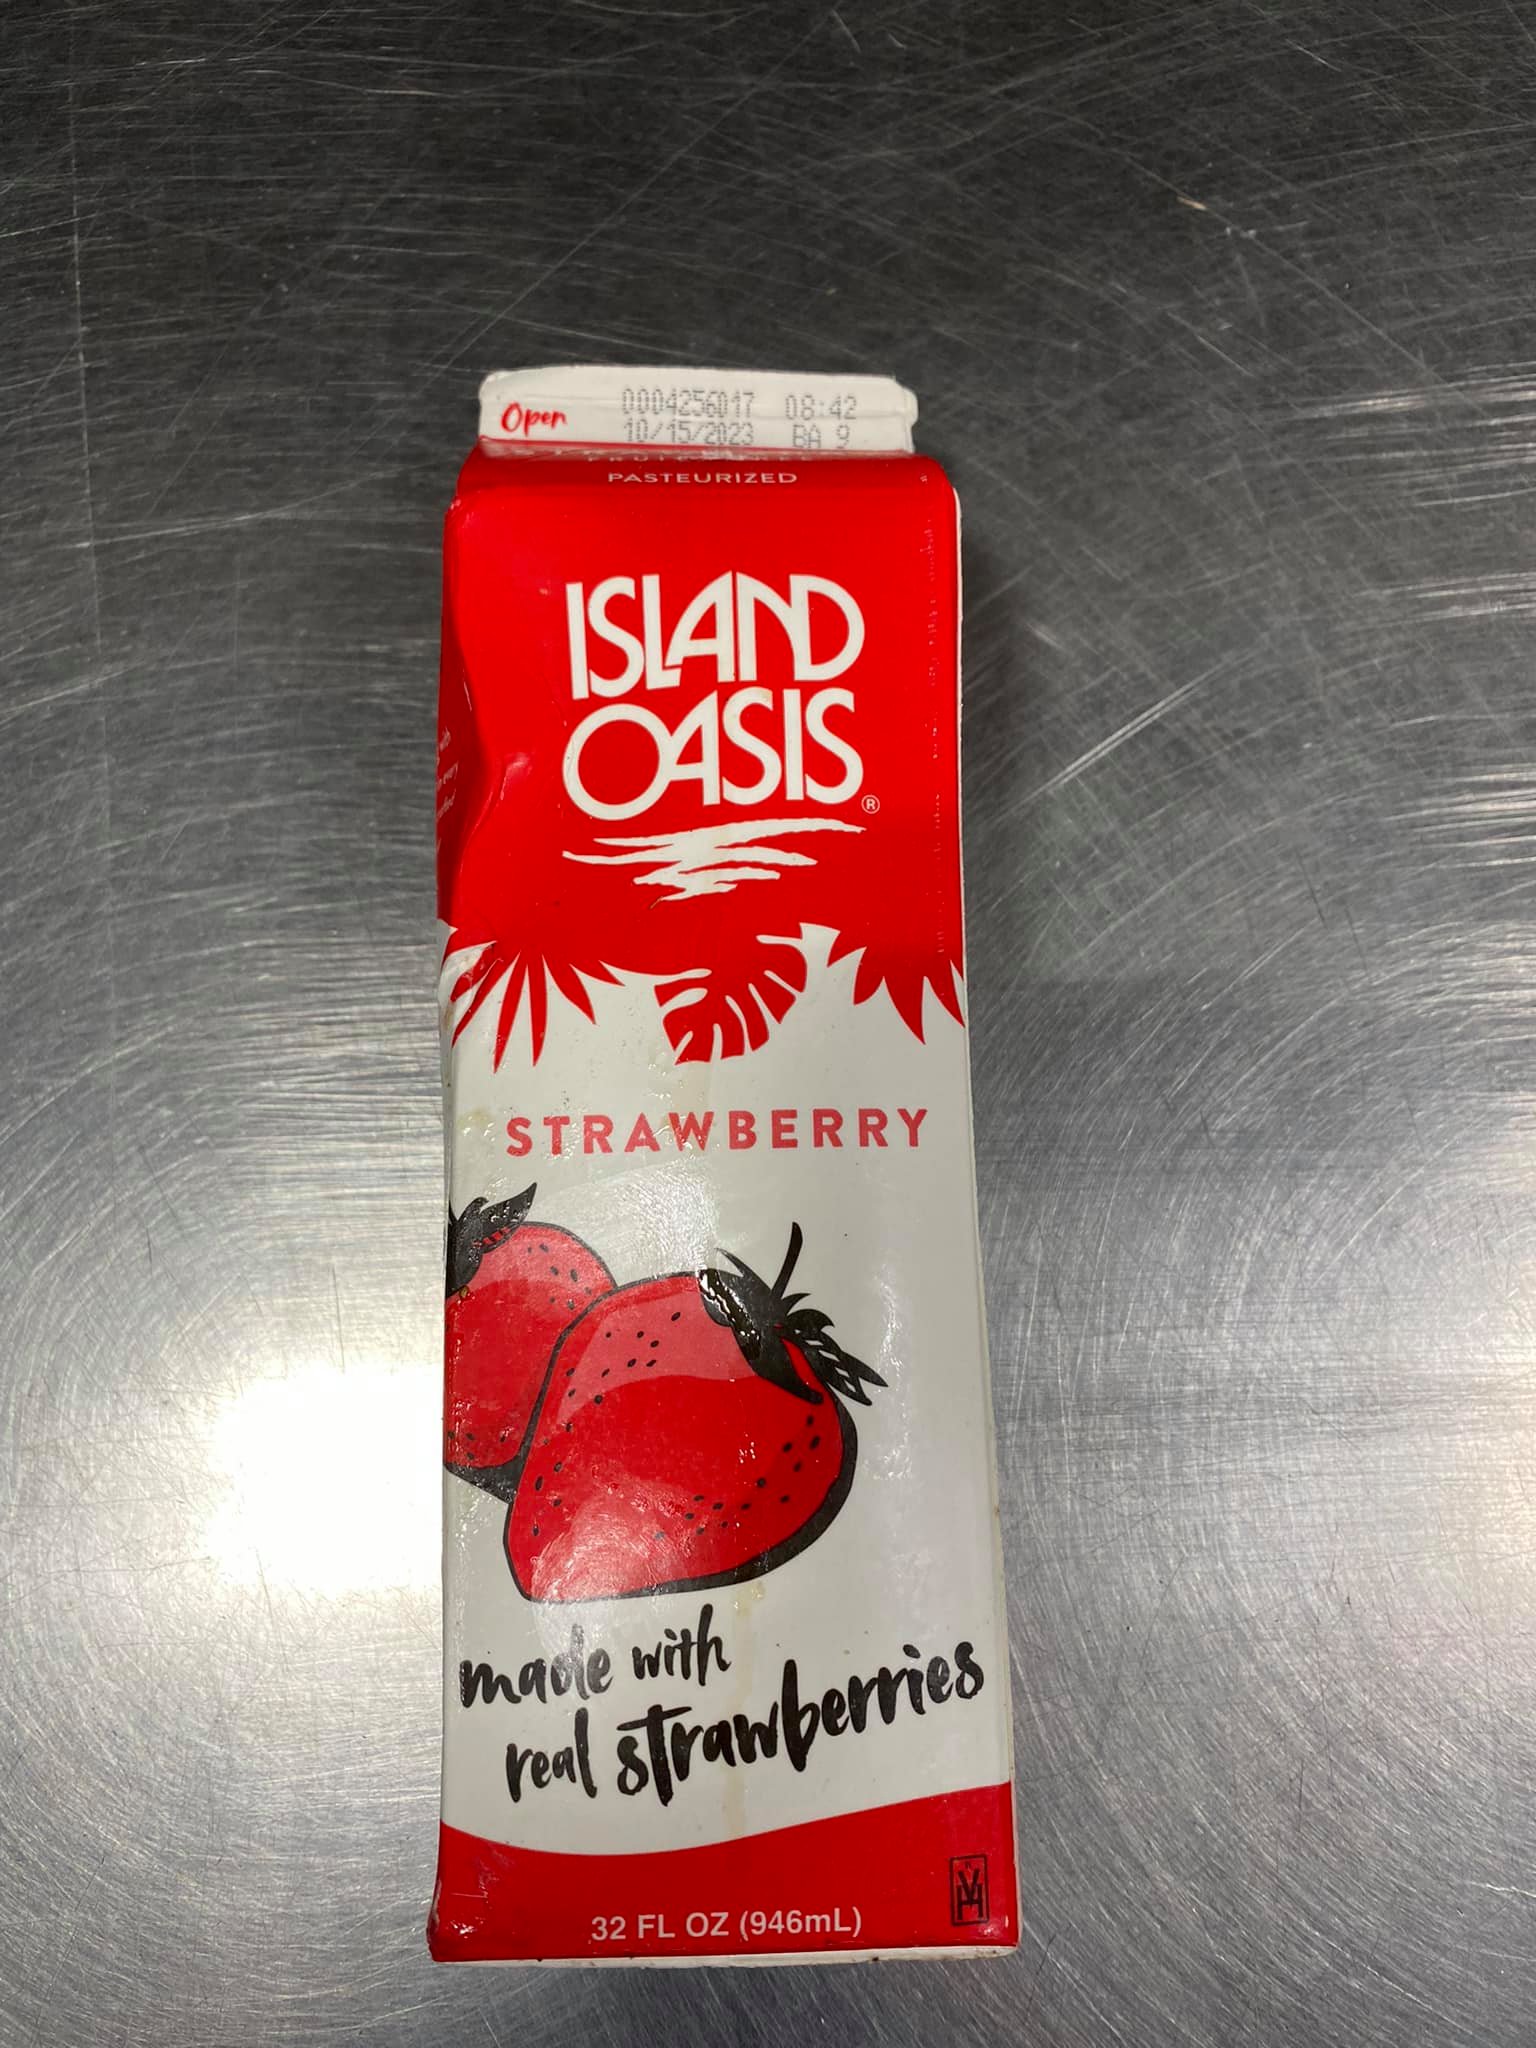 Open
0004256017 08:42
10/15/2023 BA 9
PASTEURIZED
ISLAND
OASIS®
STRAWBERRY
made with
real strawberries
32 FL OZ (946mL)